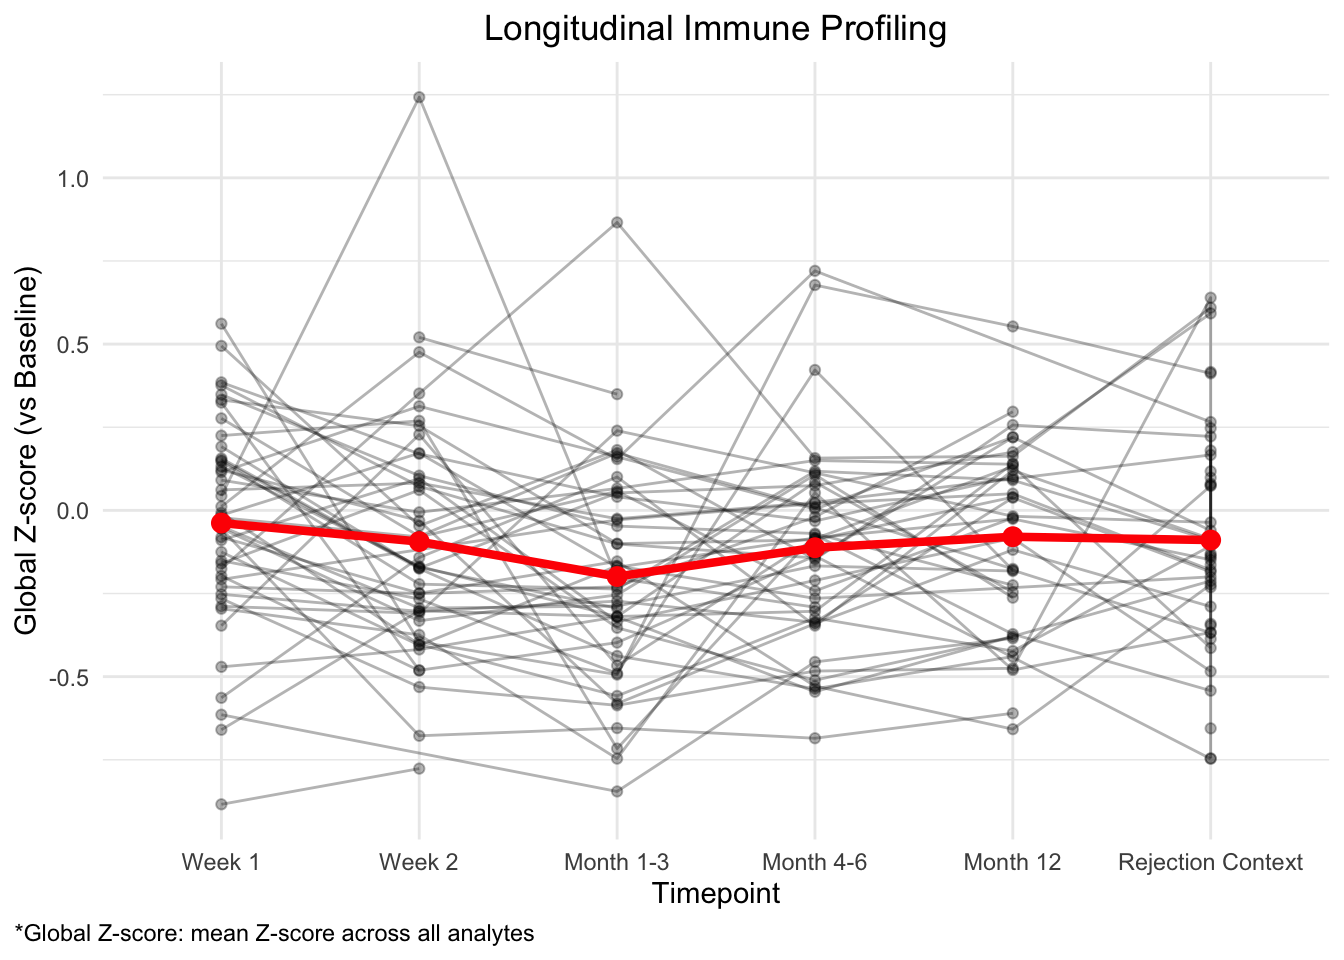 Longitudinal Immune Profiling
Global Z-score (vs Baseline)
1.0
0.5
0.0
-0.5
Week 1
Week 2
Month 1-3
Month 4-6
Month 12
Rejection Context
Timepoint
*Global Z-score: mean Z-score across all analytes